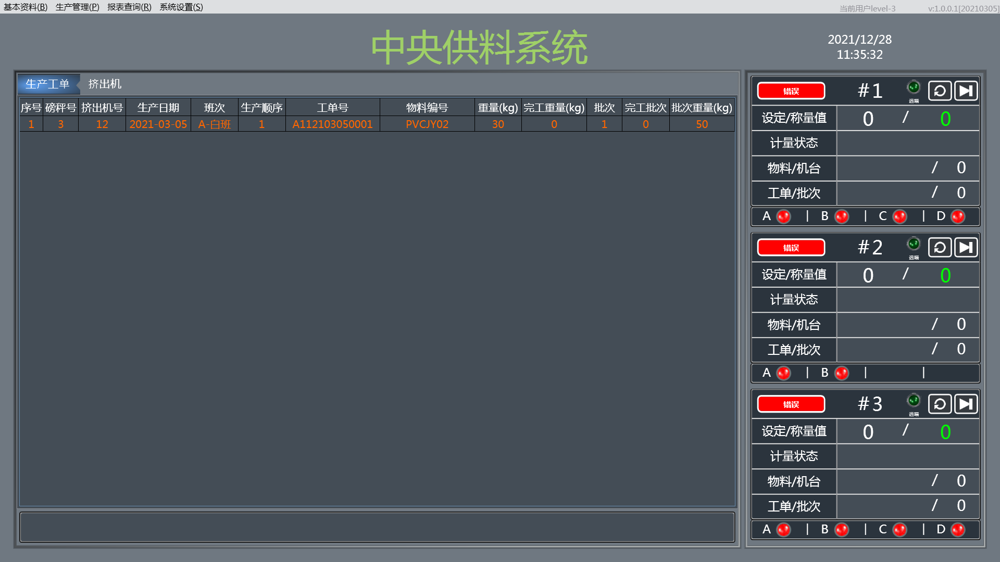 基本资料(B) 生产管理(P) 报表查询(R) 系统设置(S) 当前用户level-3 v:1.0.0.1[20210305]
中央供料系统
2021/12/28
11:35:32
生产工单 挤出机
序号 磅秤号 挤出机号 生产日期 班次 生产顺序 工单号 物料编号 重量(kg) 完工重量(kg) 批次 完工批次 批次重量(kg)
1 3 12 2021-03-05 A-白班 1 A112103050001 PVCJY02 30 0 1 0 50
错误 #1 远端
设定/称量值 0 / 0
计量状态
物料/机台 / 0
工单/批次 / 0
A | B | C | D
错误 #2 远端
设定/称量值 0 / 0
计量状态
物料/机台 / 0
工单/批次 / 0
A | B | |
错误 #3 远端
设定/称量值 0 / 0
计量状态
物料/机台 / 0
工单/批次 / 0
A | B | C | D